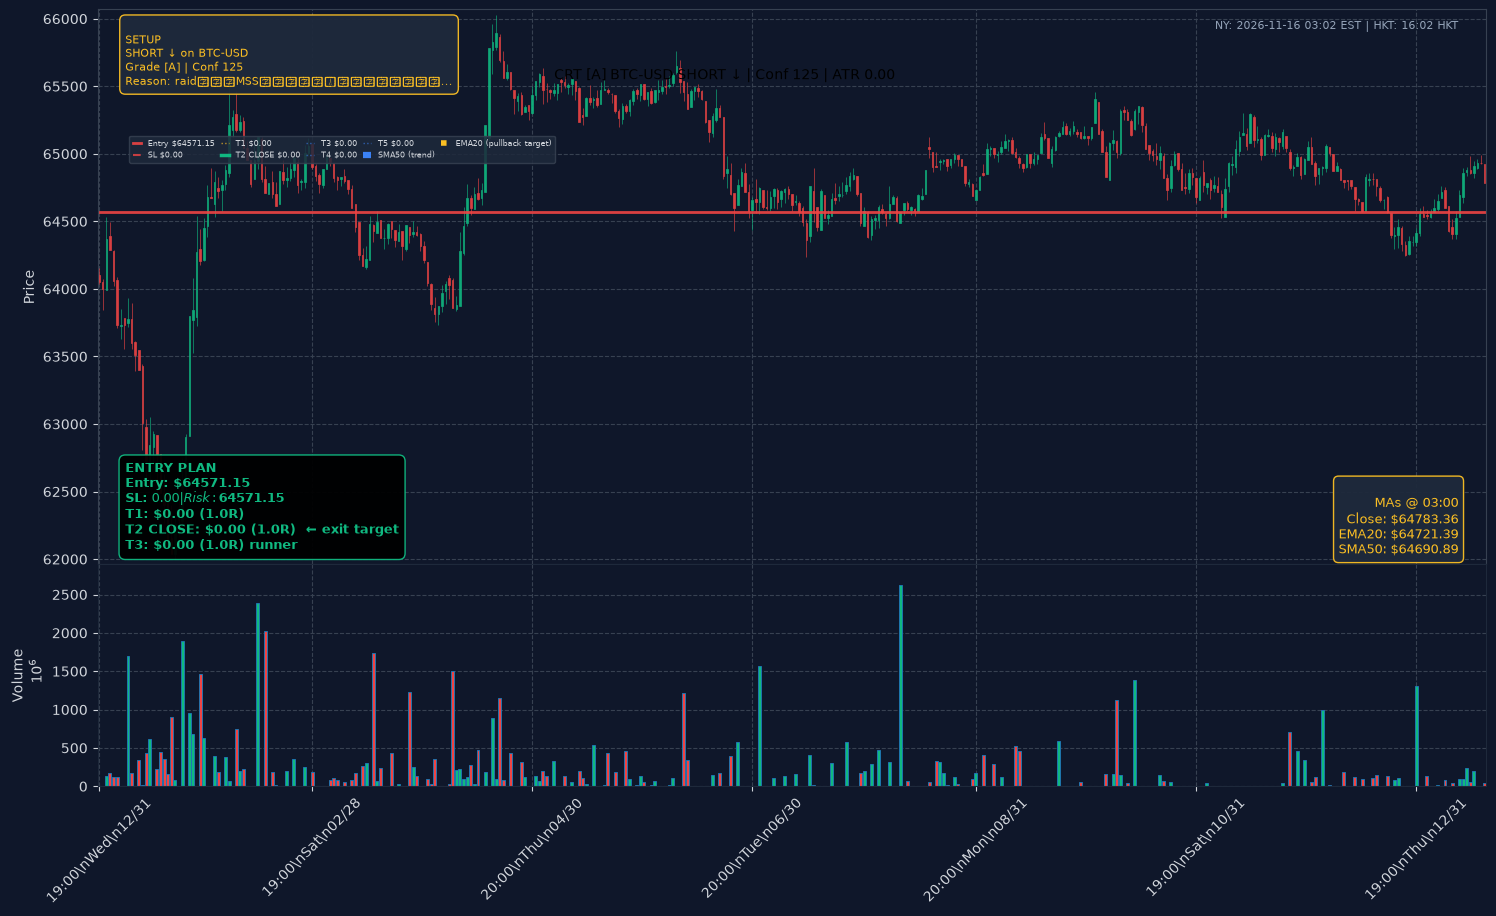 NY: 2026-11-16 03:02 EST | HKT: 16:02 HKT
SETUP
SHORT ↓ on BTC-USD
Grade [A] | Conf 125
Reason: raid
MSS
...
CRT [A] BTC-USD SHORT ↓ | Conf 125 | ATR 0.00
Entry $64571.15
SL $0.00
T1 $0.00
T2 CLOSE $0.00
T3 $0.00
T4 $0.00
T5 $0.00
SMA50 (trend)
EMA20 (pullback target)
Price
66000
65500
65000
64500
64000
63500
63000
62500
62000
ENTRY PLAN
Entry: $64571.15
SL: 0.00|Risk:64571.15
T1: $0.00 (1.0R)
T2 CLOSE: $0.00 (1.0R) ← exit target
T3: $0.00 (1.0R) runner
MAs @ 03:00
Close: $64783.36
EMA20: $64721.39
SMA50: $64690.89
Volume
10⁶
2500
2000
1500
1000
500
0
19:00\nWed\n12/31
19:00\nSat\n02/28
20:00\nThu\n04/30
20:00\nTue\n06/30
20:00\nMon\n08/31
19:00\nSat\n10/31
19:00\nThu\n12/31